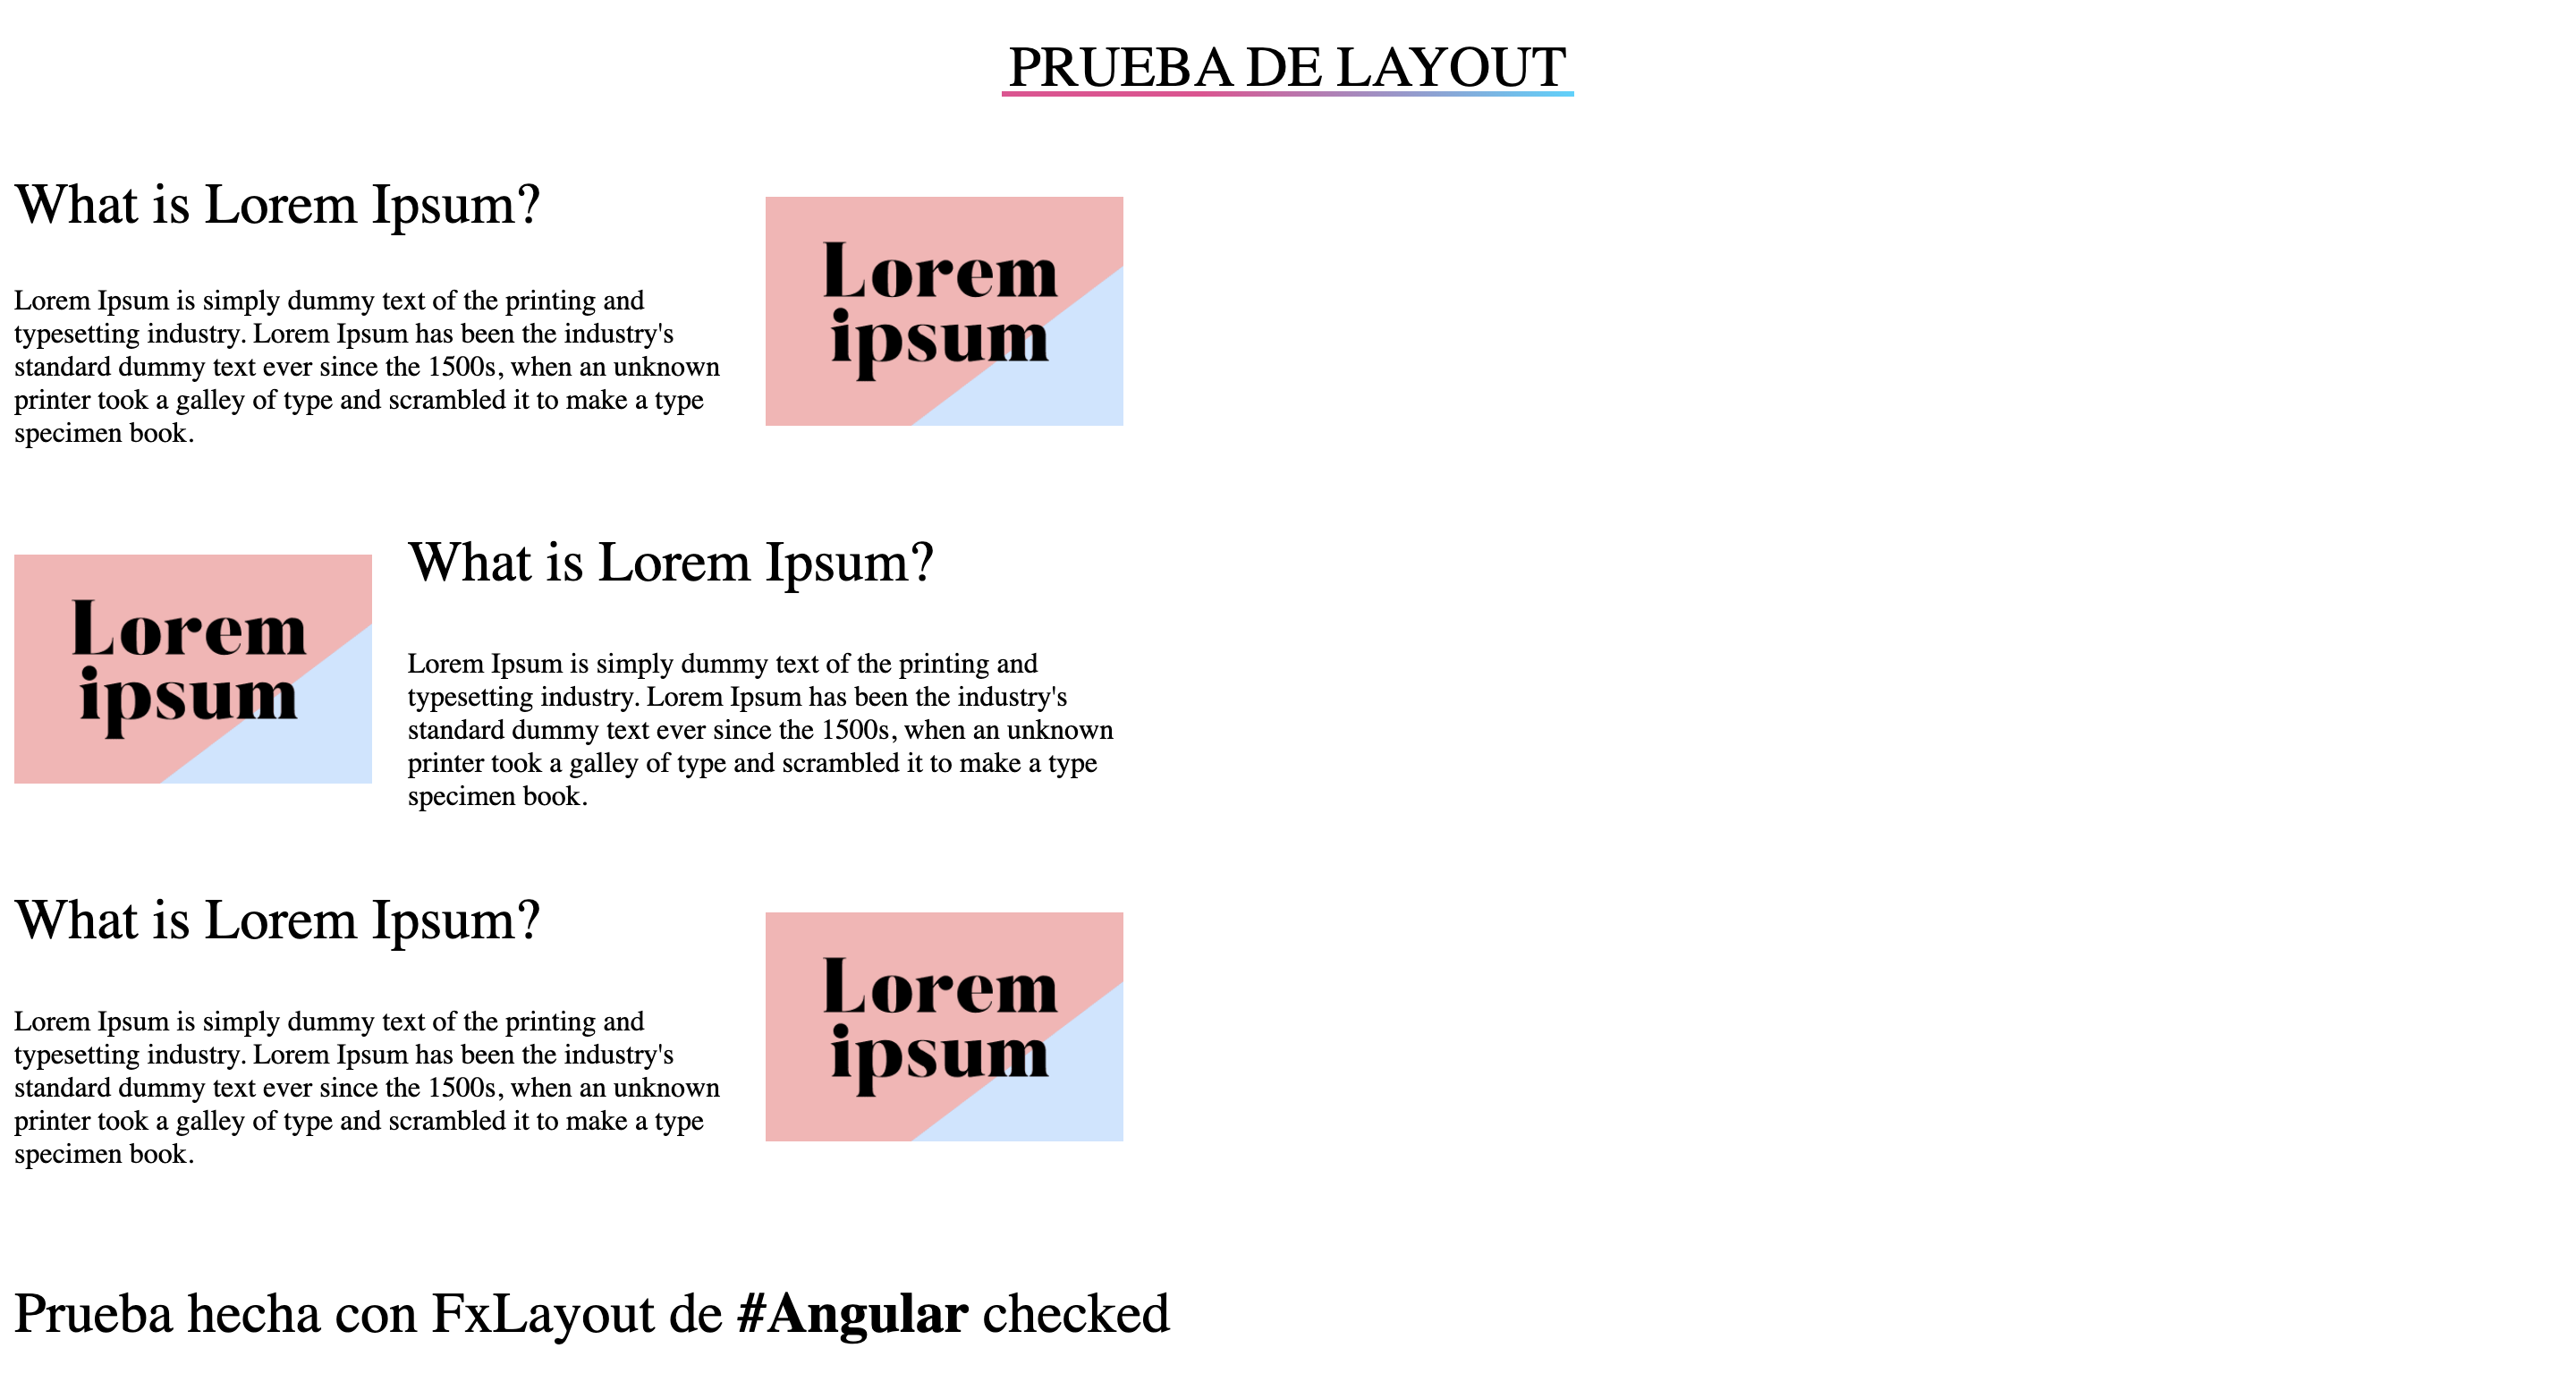 PRUEBA DE LAYOUT
What is Lorem Ipsum?
Lorem Ipsum is simply dummy text of the printing and
typesetting industry. Lorem Ipsum has been the industry's
standard dummy text ever since the 1500s, when an unknown
printer took a galley of type and scrambled it to make a type
specimen book.
Lorem
ipsum
Lorem
ipsum
What is Lorem Ipsum?
Lorem Ipsum is simply dummy text of the printing and
typesetting industry. Lorem Ipsum has been the industry's
standard dummy text ever since the 1500s, when an unknown
printer took a galley of type and scrambled it to make a type
specimen book.
What is Lorem Ipsum?
Lorem Ipsum is simply dummy text of the printing and
typesetting industry. Lorem Ipsum has been the industry's
standard dummy text ever since the 1500s, when an unknown
printer took a galley of type and scrambled it to make a type
specimen book.
Lorem
ipsum
Prueba hecha con FxLayout de #Angular checked